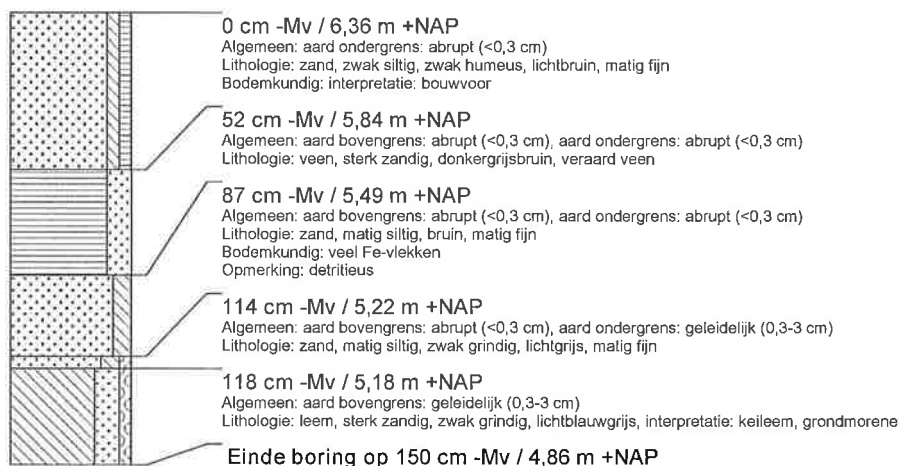 0 cm -Mv / 6,36 m +NAP
Algemeen: aard ondergrens: abrupt (<0,3 cm)
Lithologie: zand, zwak siltig, zwak humeus, lichtbruin, matig fijn
Bodemkundig: interpretatie: bouwvoor
52 cm -Mv / 5,84 m +NAP
Algemeen: aard bovengrens: abrupt (<0,3 cm), aard ondergrens: abrupt (<0,3 cm)
Lithologie: veen, sterk zandig, donkergrijsbruin, veraard veen
87 cm -Mv / 5,49 m +NAP
Algemeen: aard bovengrens: abrupt (<0,3 cm), aard ondergrens: abrupt (<0,3 cm)
Lithologie: zand, matig siltig, bruin, matig fijn
Bodemkundig: veel Fe-vlekken
Opmerking: detritieus
114 cm -Mv / 5,22 m +NAP
Algemeen: aard bovengrens: abrupt (<0,3 cm), aard ondergrens: geleidelijk (0,3-3 cm)
Lithologie: zand, matig siltig, zwak grindig, lichtgrijs, matig fijn
118 cm -Mv / 5,18 m +NAP
Algemeen: aard bovengrens: geleidelijk (0,3-3 cm)
Lithologie: leem, sterk zandig, zwak grindig, lichtblauwgrijs, interpretatie: keileem, grondmorene
Einde boring op 150 cm -Mv / 4,86 m +NAP